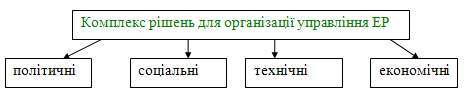 Комплекс рішень для організації управління ЕР
політичні соціальні технічні економічні